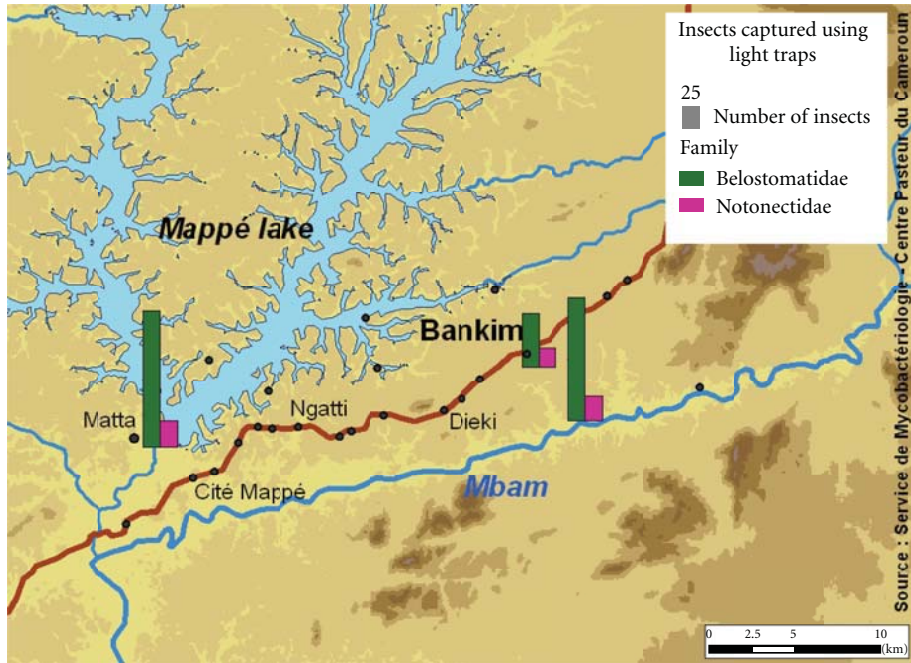 Insects captured using
light traps
25
Number of insects
Family
Belostomatidae
Notonectidae
Mappé lake
Bankim
Matta
Ngatti
Dieki
Cité Mappé
Mbam
0 2.5 5 10
(km)
Source : Service de Mycobactériologie - Centre Pasteur du Cameroun